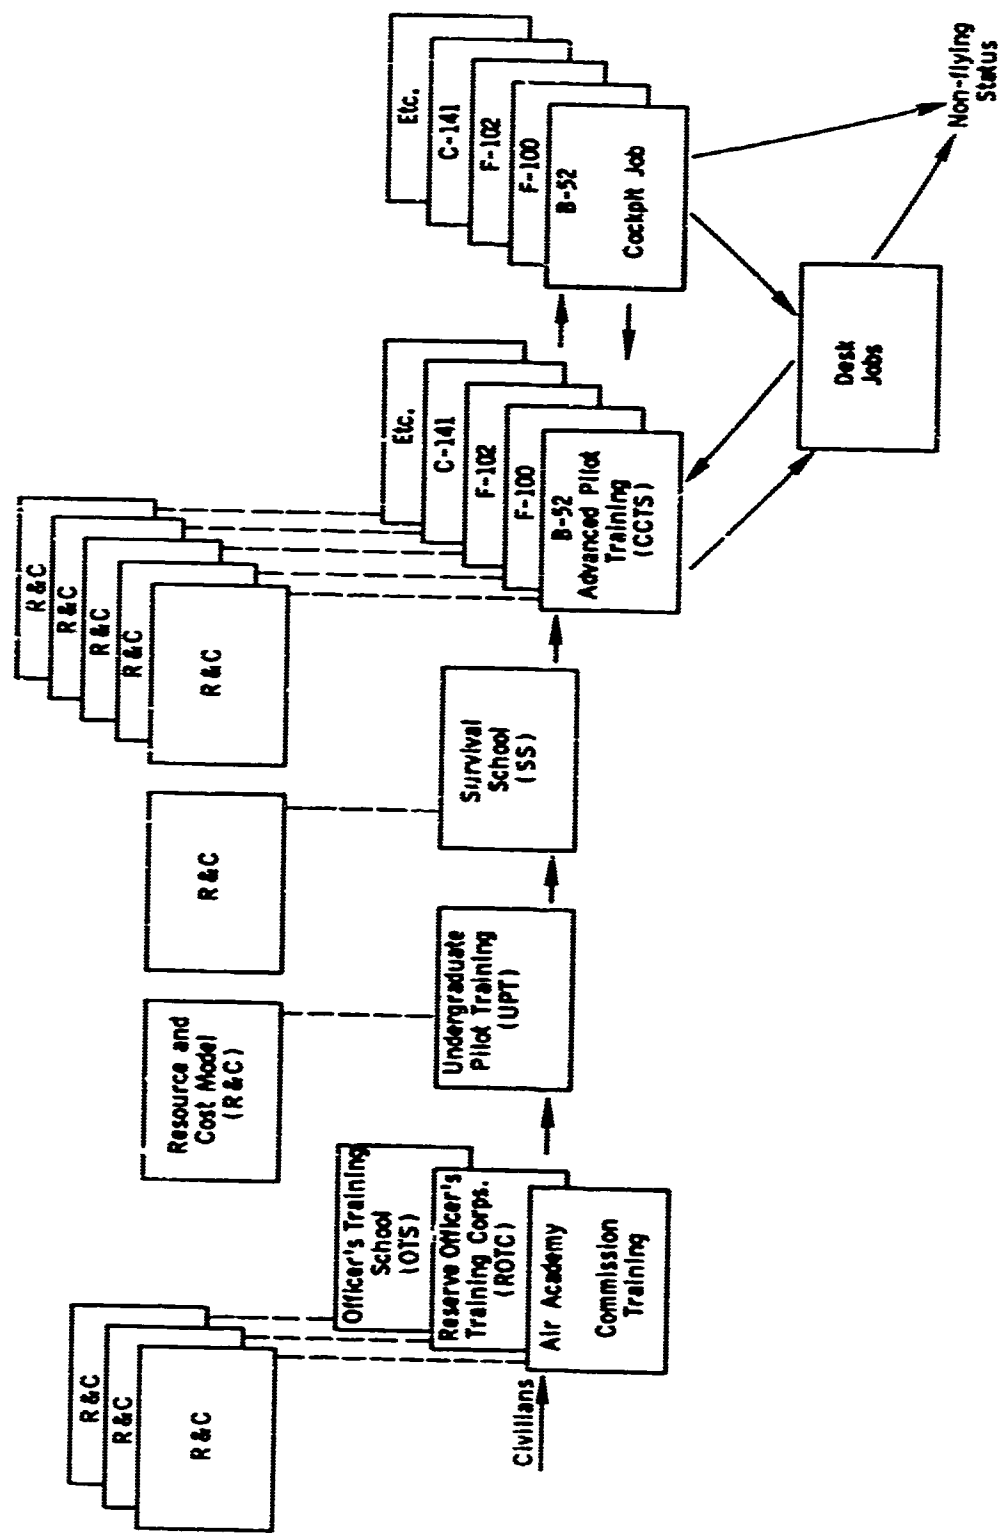 R&C
R&C
R&C
Resource and
Cost Model
(R&C)
R&C
R&C
R&C
R&C
R&C
R&C
Officer's Training
School
(OTS)
Reserve Officer's
Training Corps.
(ROTC)
Air Academy
Commission
Training
Civilians
Undergraduate
Pilot Training
(UPT)
Survival
School
(SS)
Etc.
C-141
F-102
F-100
B-52
Advanced Pilot
Training
(CCTS)
Etc.
C-141
F-102
F-100
B-52
Cockpit Job
Desk
Jobs
Non-flying
Status